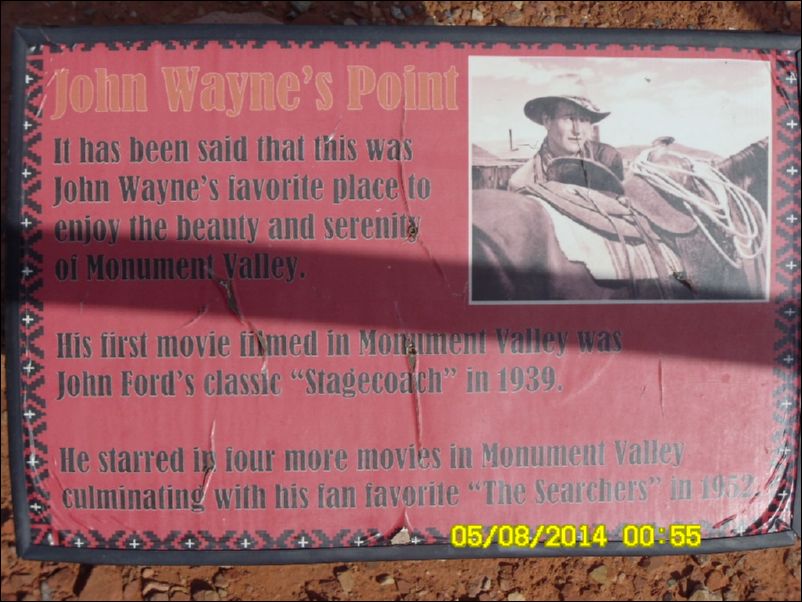 John Wayne's Point
It has been said that this was
John Wayne's favorite place to
enjoy the beauty and serenity
of Monument Valley.
His first movie filmed in Monument Valley was
John Ford's classic "Stagecoach" in 1939.
He starred in four more movies in Monument Valley
culminating with his fan favorite "The Searchers" in 1952.
05/08/2014 00:55